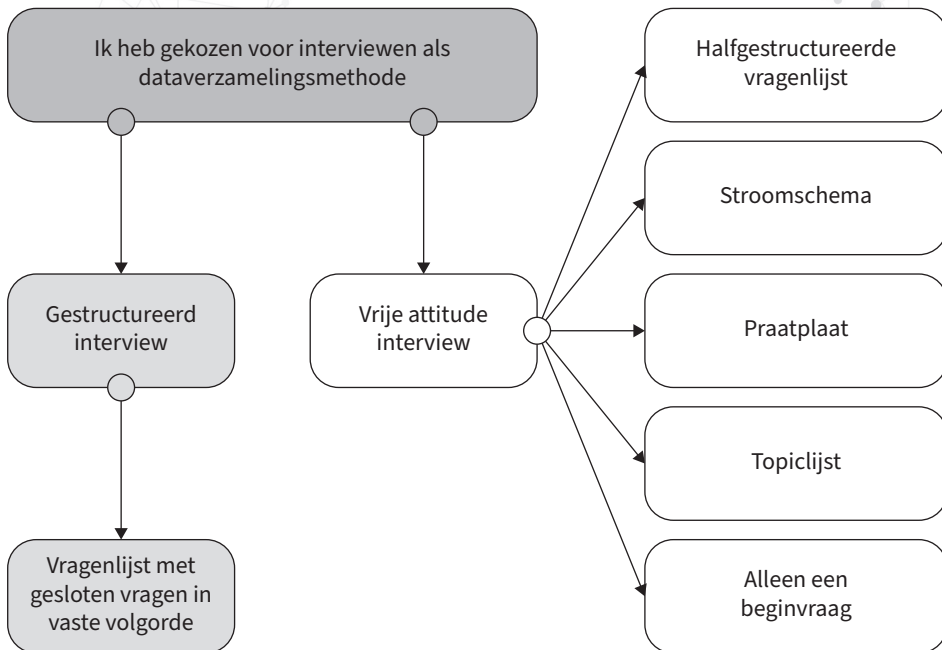 Ik heb gekozen voor interviewen als
dataverzamelingsmethode
Gestructureerd
interview
Vragenlijst met
gesloten vragen in
vaste volgorde
Vrije attitude
interview
Halfgestructureerde
vragenlijst
Stroomschema
Praatplaat
Topiclijst
Alleen een
beginvraag